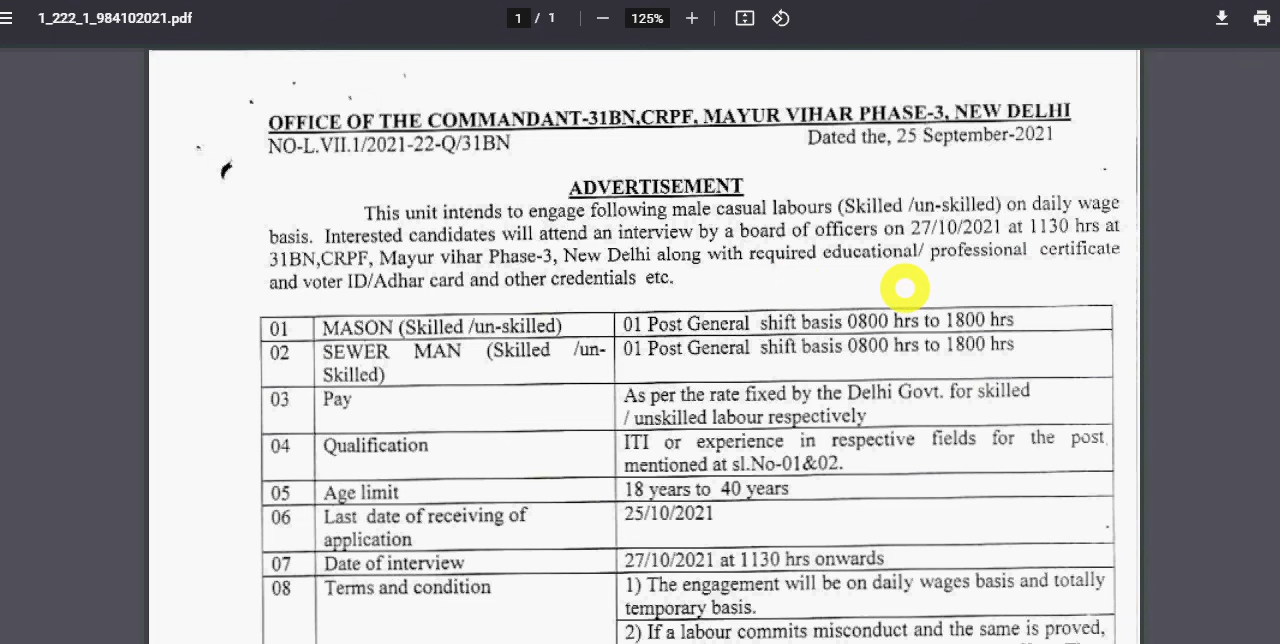 1_222_1_984102021.pdf
1 / 1
125%
OFFICE OF THE COMMANDANT-31BN,CRPF, MAYUR VIHAR PHASE-3, NEW DELHI
NO-L.VII.1/2021-22-Q/31BN Dated the, 25 September-2021
ADVERTISEMENT
This unit intends to engage following male casual labours (Skilled /un-skilled) on daily wage
basis. Interested candidates will attend an interview by a board of officers on 27/10/2021 at 1130 hrs at
31BN,CRPF, Mayur vihar Phase-3, New Delhi along with required educational/ professional certificate
and voter ID/Adhar card and other credentials etc.
01 MASON (Skilled /un-skilled) 01 Post General shift basis 0800 hrs to 1800 hrs
02 SEWER MAN (Skilled /un- 01 Post General shift basis 0800 hrs to 1800 hrs
Skilled)
03 Pay As per the rate fixed by the Delhi Govt. for skilled
/ unskilled labour respectively
04 Qualification ITI or experience in respective fields for the post
mentioned at sl.No-01&02.
05 Age limit 18 years to 40 years
06 Last date of receiving of 25/10/2021
application
07 Date of interview 27/10/2021 at 1130 hrs onwards
08 Terms and condition 1) The engagement will be on daily wages basis and totally
temporary basis.
2) If a labour commits misconduct and the same is proved,